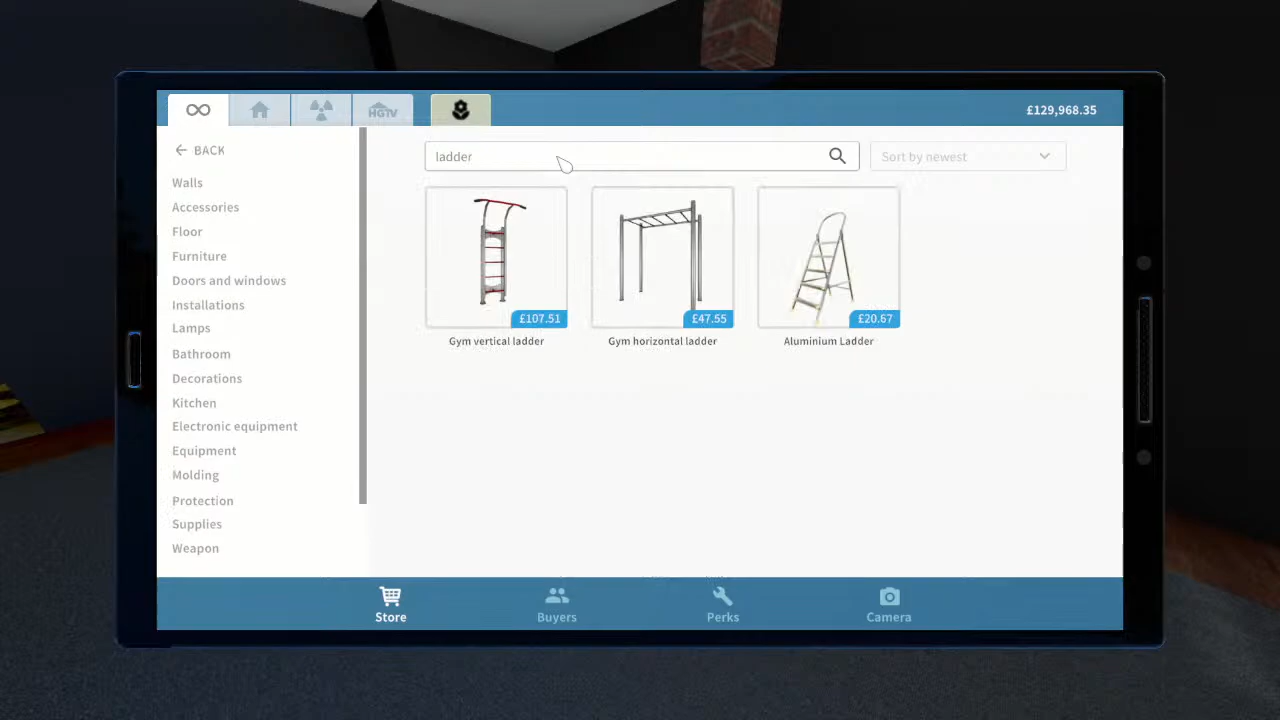 HGTV
£129,968.35
BACK
ladder
Sort by newest
Walls
Accessories
Floor
Furniture
Doors and windows
Installations
Lamps
Bathroom
Decorations
Kitchen
Electronic equipment
Equipment
Molding
Protection
Supplies
Weapon
£107.51
£47.55
£20.67
Gym vertical ladder
Gym horizontal ladder
Aluminium Ladder
Store
Buyers
Perks
Camera